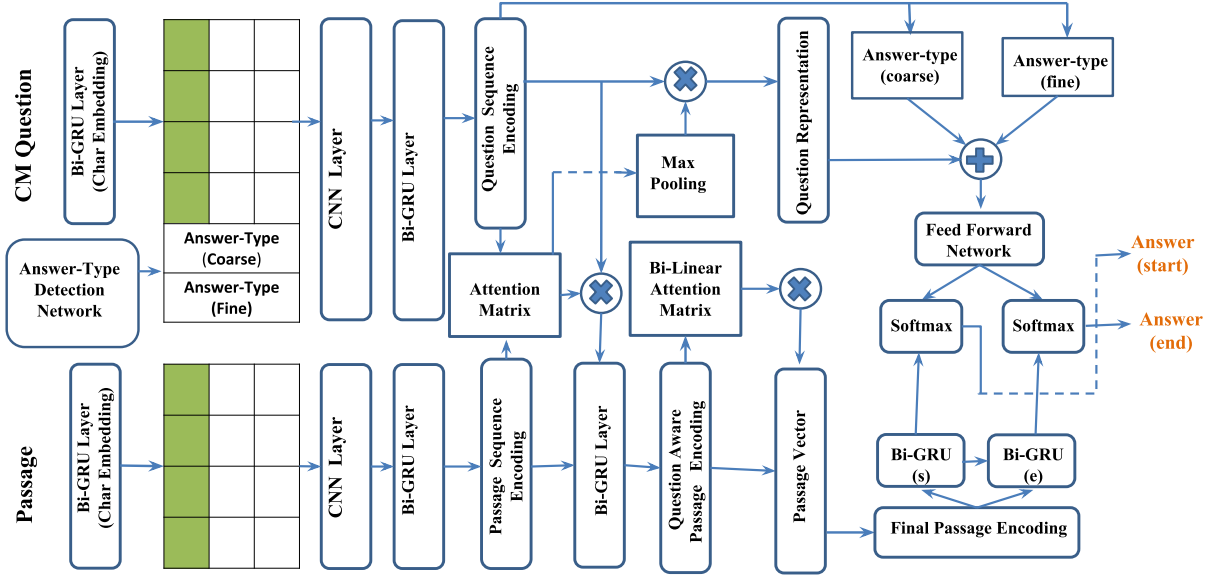 CM Question
Bi-GRU Layer
(Char Embedding)
Answer-Type
(Coarse)
Answer-Type
(Fine)
Answer-Type
Detection
Network
CNN Layer
Bi-GRU Layer
Question Sequence
Encoding
Max
Pooling
Question Representation
Answer-type
(coarse)
Answer-type
(fine)
Feed Forward
Network
Attention
Matrix
Bi-Linear
Attention
Matrix
Softmax
Softmax
Answer
(start)
Answer
(end)
Passage
Bi-GRU Layer
(Char Embedding)
CNN Layer
Bi-GRU Layer
Passage Sequence
Encoding
Bi-GRU Layer
Question Aware
Passage Encoding
Passage Vector
Bi-GRU
(s)
Bi-GRU
(e)
Final Passage Encoding